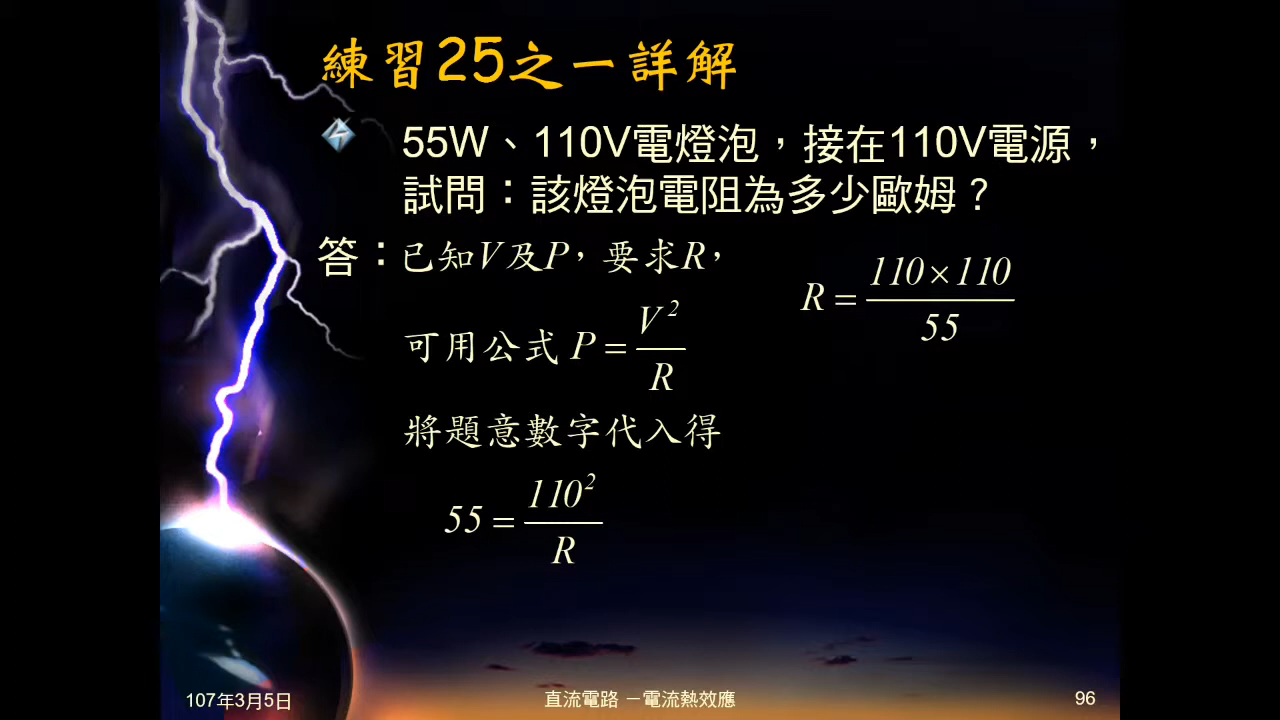 練習25之一詳解
55W、110V電燈泡，接在110V電源，
試問：該燈泡電阻為多少歐姆？
答：已知V及P，要求R，
可用公式 P = V²/R
將題意數字代入得
55 = 110²/R
R = 110×110/55
107年3月5日
直流電路 －電流熱效應
96